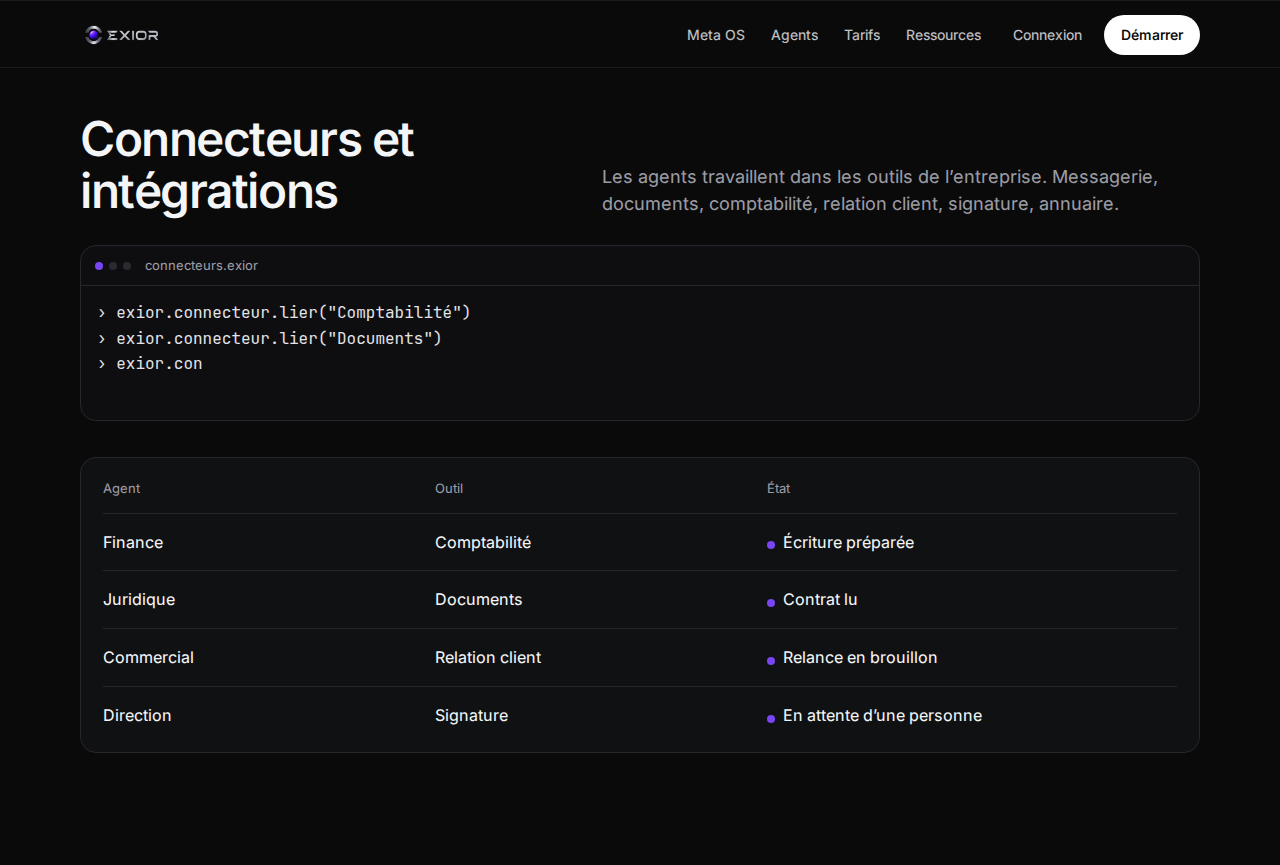 EXIOR
Meta OS Agents Tarifs Ressources Connexion Démarrer
Connecteurs et
intégrations
Les agents travaillent dans les outils de l’entreprise. Messagerie,
documents, comptabilité, relation client, signature, annuaire.
connecteurs.exior
› exior.connecteur.lier("Comptabilité")
› exior.connecteur.lier("Documents")
› exior.con
Agent Outil État
Finance Comptabilité Écriture préparée
Juridique Documents Contrat lu
Commercial Relation client Relance en brouillon
Direction Signature En attente d’une personne